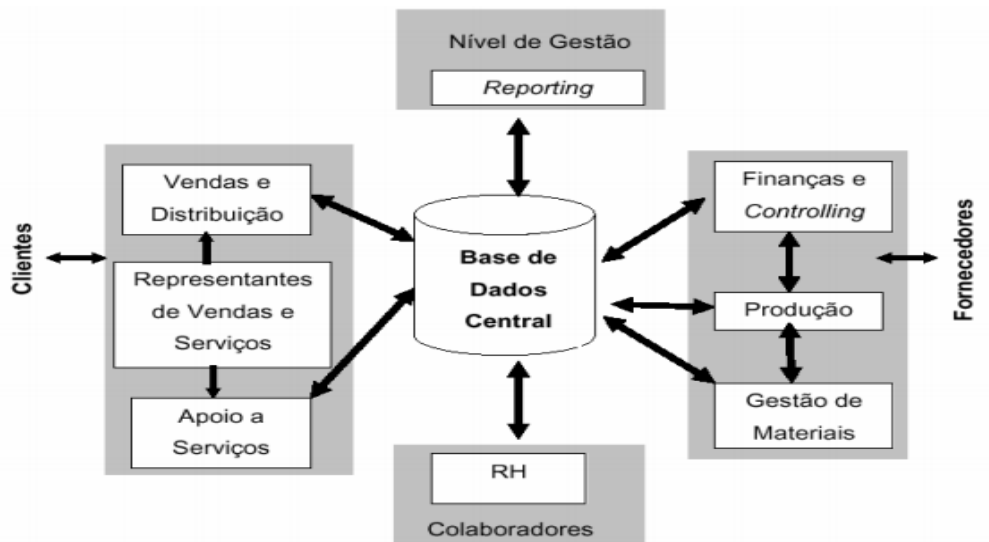 Nível de Gestão
Reporting
Clientes
Vendas e
Distribuição
Representantes
de Vendas e
Serviços
Apoio a
Serviços
Base de
Dados
Central
RH
Colaboradores
Finanças e
Controlling
Produção
Gestão de
Materiais
Fornecedores